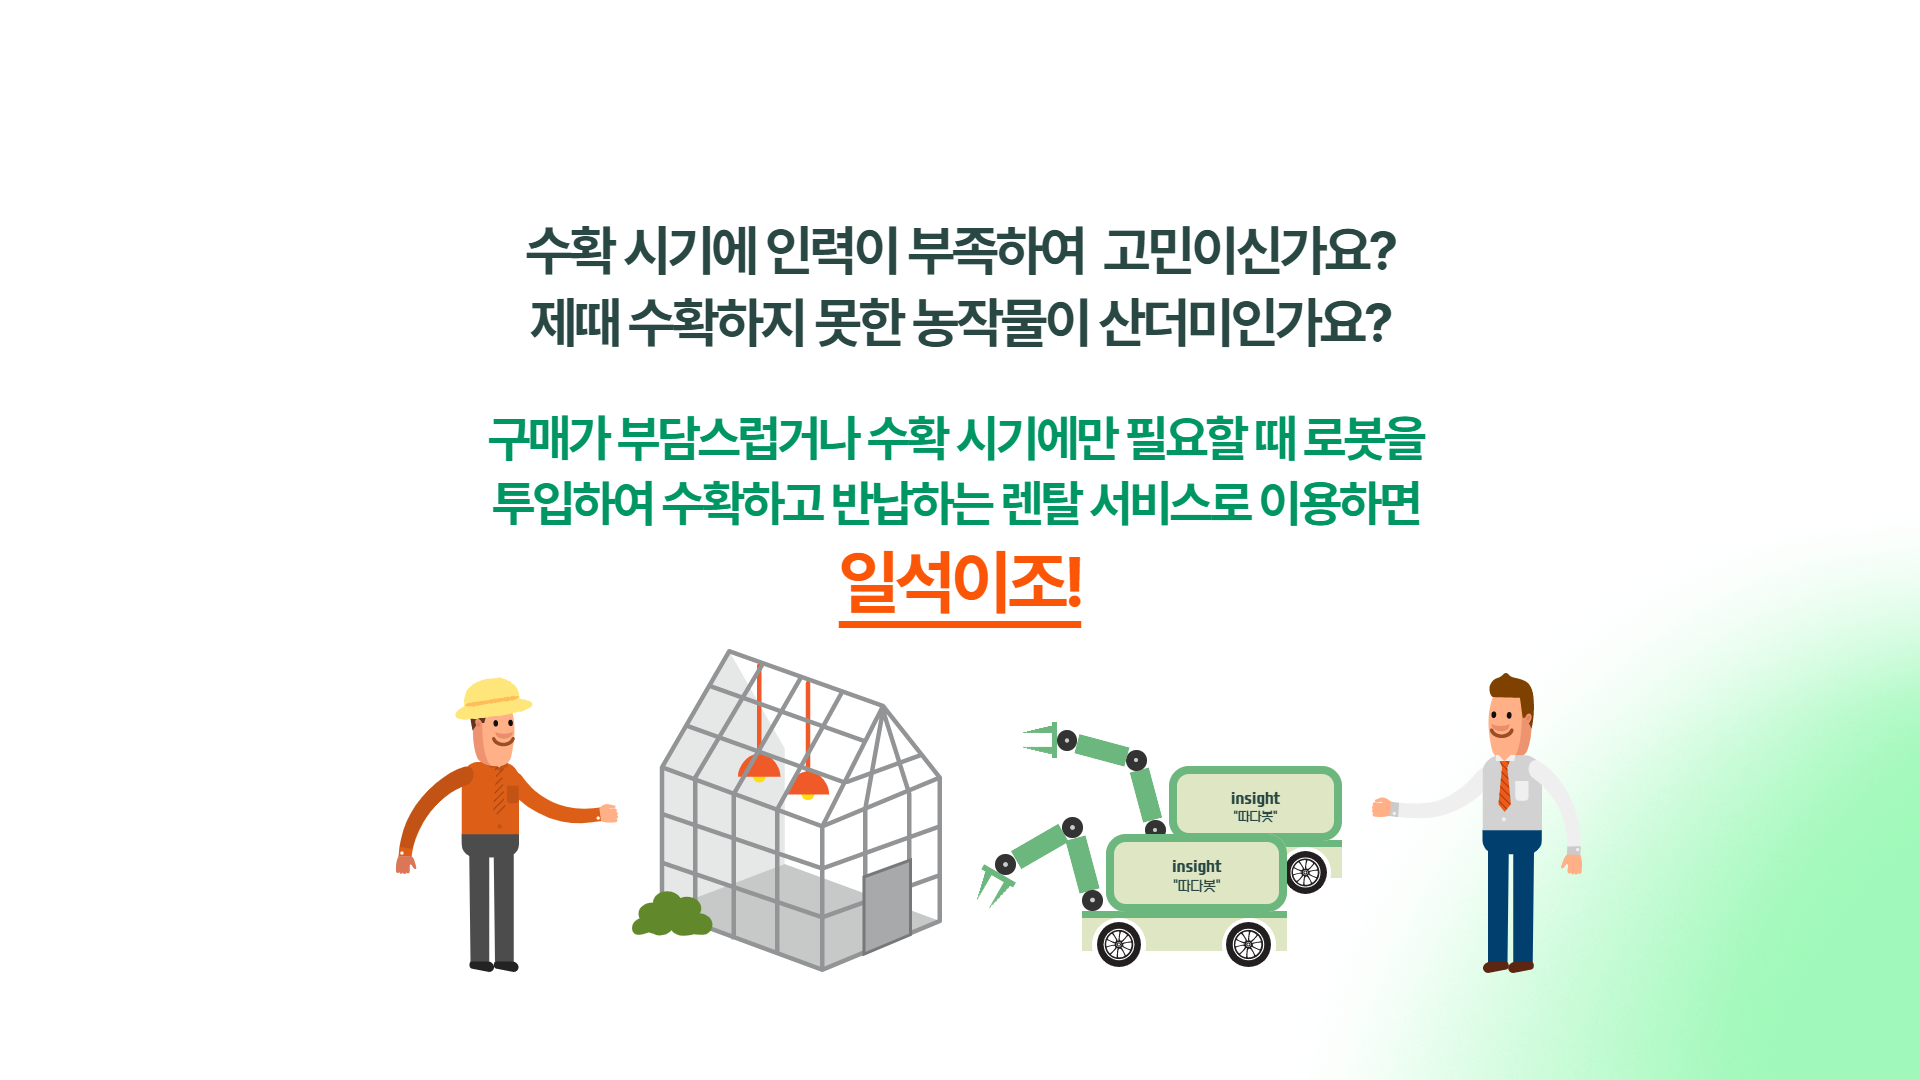 수확 시기에 인력이 부족하여 고민이신가요?
제때 수확하지 못한 농작물이 산더미인가요?
구매가 부담스럽거나 수확 시기에만 필요할 때 로봇을
투입하여 수확하고 반납하는 렌탈 서비스로 이용하면
일석이조!
insight
"따다봇"
insight
"따다봇"